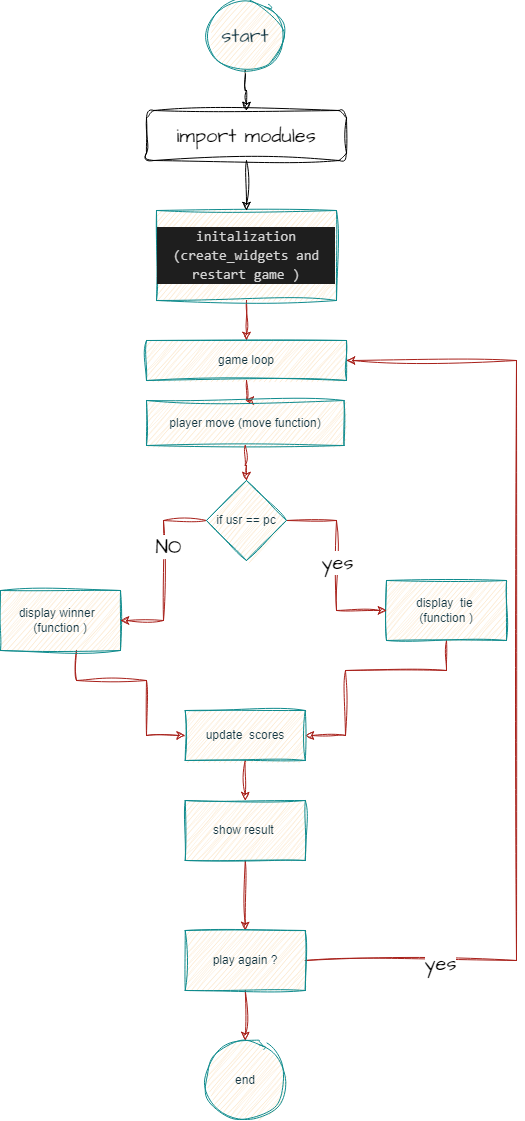 start
import modules
initalization
(create_widgets and
restart game )
game loop
player move (move function)
if usr == pc
NO
yes
display winner
(function )
display tie
(function )
update scores
show result
play again ?
yes
end